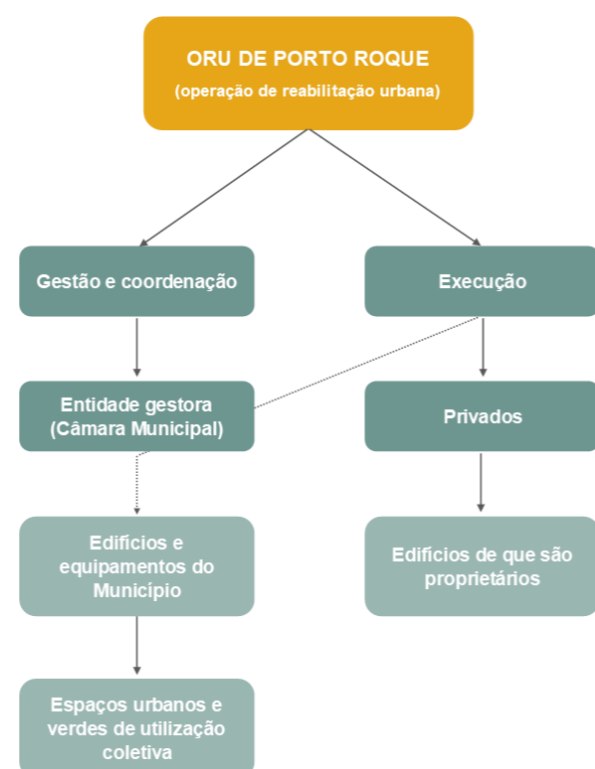 ORU DE PORTO ROQUE
(operação de reabilitação urbana)
Gestão e coordenação
Execução
Entidade gestora
(Câmara Municipal)
Privados
Edifícios e
equipamentos do
Município
Edifícios de que são
proprietários
Espaços urbanos e
verdes de utilização
coletiva